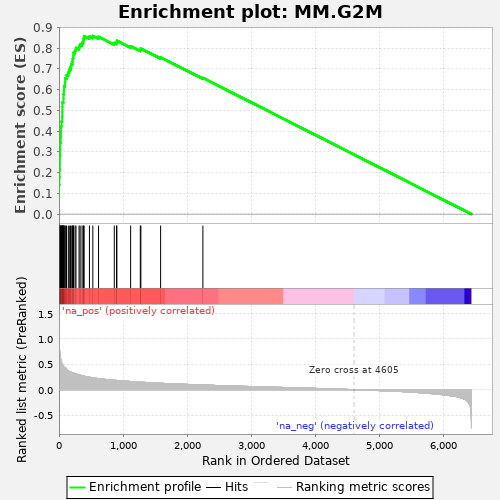 Enrichment plot: MM.G2M
Enrichment score (ES)
0.9
0.8
0.7
0.6
0.5
0.4
0.3
0.2
0.1
0.0
'na_pos' (positively correlated)
Ranked list metric (PreRanked)
1.5
1.0
0.5
0.0
-0.5
Zero cross at 4605
'na_neg' (negatively correlated)
0 1,000 2,000 3,000 4,000 5,000 6,000
Rank in Ordered Dataset
Enrichment profile Hits Ranking metric scores